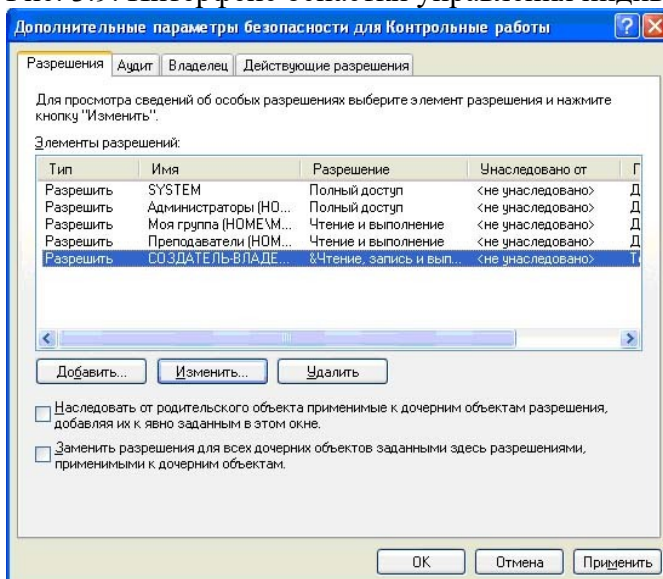 Дополнительные параметры безопасности для Контрольные работы
Разрешения Аудит Владелец Действующие разрешения
Для просмотра сведений об особых разрешениях выберите элемент разрешения и нажмите
кнопку "Изменить".
Элементы разрешений:
Тип Имя Разрешение Унаследовано от
Разрешить SYSTEM Полный доступ <не унаследовано> Д
Разрешить Администраторы (HO... Полный доступ <не унаследовано> Д
Разрешить Моя группа (HOME\M... Чтение и выполнение <не унаследовано> Д
Разрешить Преподаватели (HOM... Чтение и выполнение <не унаследовано> Д
Разрешить СОЗДАТЕЛЬ-ВЛАДЕ... &Чтение, запись и вып... <не унаследовано>
Добавить... Изменить... Удалить
Наследовать от родительского объекта применимые к дочерним объектам разрешения,
добавляя их к явно заданным в этом окне.
Заменить разрешения для всех дочерних объектов заданными здесь разрешениями,
применимыми к дочерним объектам.
OK Отмена Применить